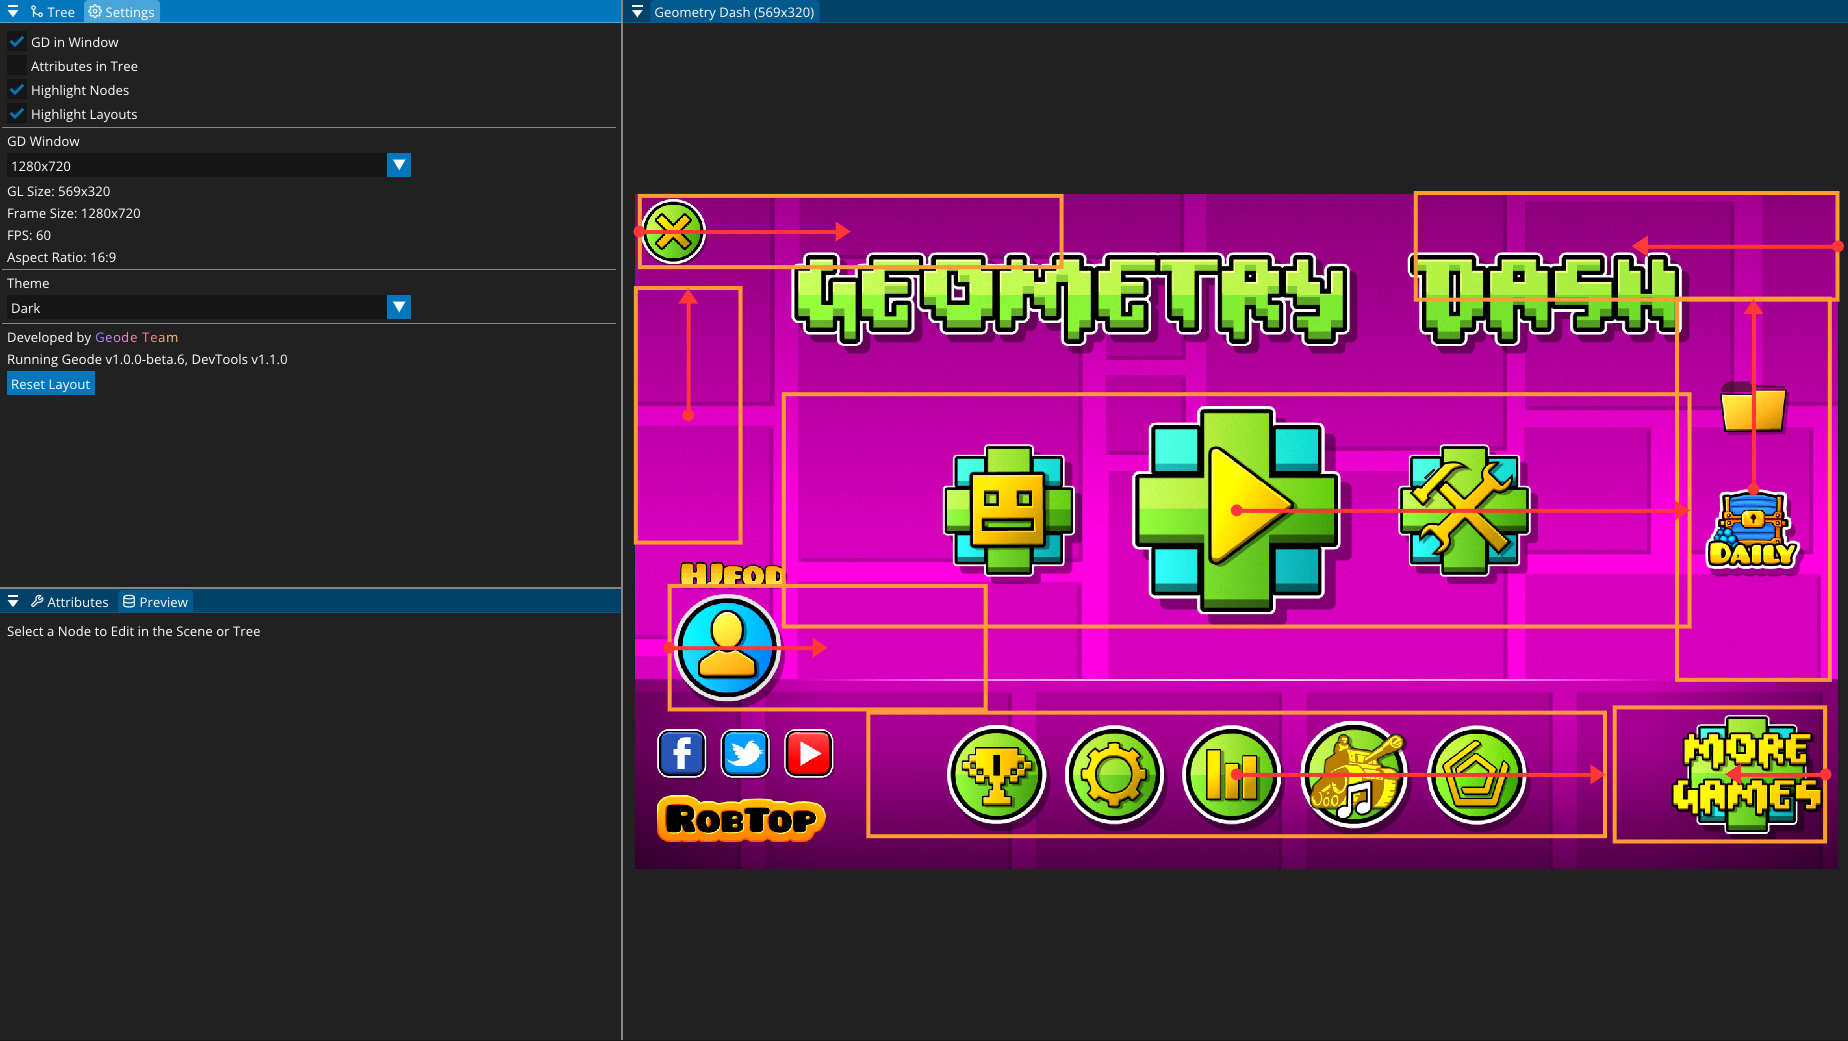 Tree
Settings
GD in Window
Attributes in Tree
Highlight Nodes
Highlight Layouts
GD Window
1280x720
GL Size: 569x320
Frame Size: 1280x720
FPS: 60
Aspect Ratio: 16:9
Theme
Dark
Developed by Geode Team
Running Geode v1.0.0-beta.6, DevTools v1.1.0
Reset Layout
Attributes
Preview
Select a Node to Edit in the Scene or Tree
Geometry Dash (569x320)
GEOMETRY DASH
DAILY
HJfod
f
ROBTOP
MORE
GAMES